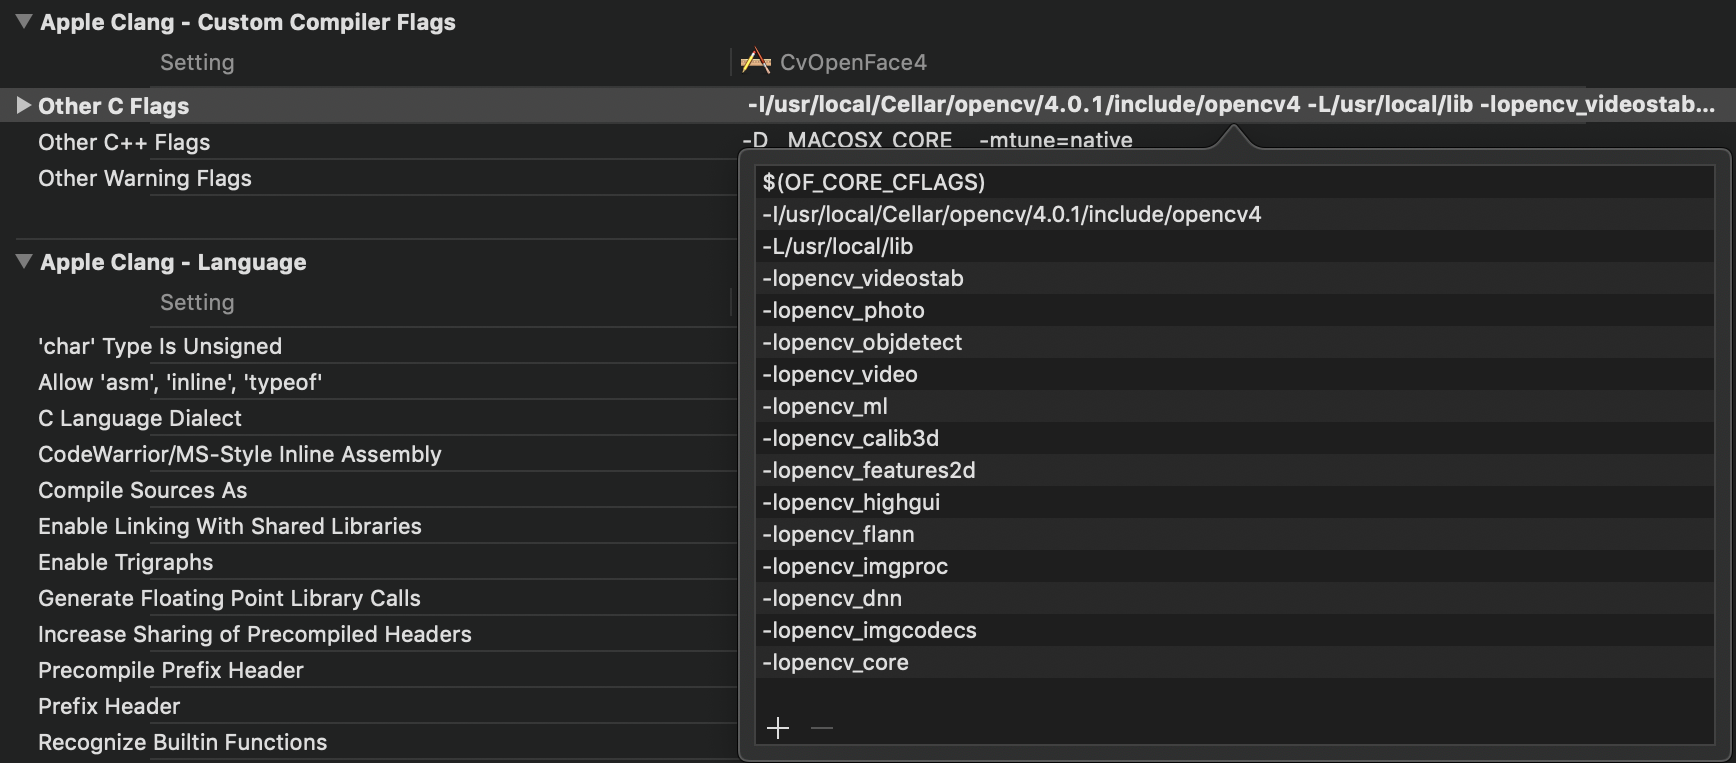 Apple Clang - Custom Compiler Flags
Setting CvOpenFace4
Other C Flags -I/usr/local/Cellar/opencv/4.0.1/include/opencv4 -L/usr/local/lib -lopencv_videostab...
Other C++ Flags -D__MACOSX_CORE__ -mtune=native
Other Warning Flags
Apple Clang - Language
Setting
'char' Type Is Unsigned
Allow 'asm', 'inline', 'typeof'
C Language Dialect
CodeWarrior/MS-Style Inline Assembly
Compile Sources As
Enable Linking With Shared Libraries
Enable Trigraphs
Generate Floating Point Library Calls
Increase Sharing of Precompiled Headers
Precompile Prefix Header
Prefix Header
Recognize Builtin Functions
$(OF_CORE_CFLAGS)
-I/usr/local/Cellar/opencv/4.0.1/include/opencv4
-L/usr/local/lib
-lopencv_videostab
-lopencv_photo
-lopencv_objdetect
-lopencv_video
-lopencv_ml
-lopencv_calib3d
-lopencv_features2d
-lopencv_highgui
-lopencv_flann
-lopencv_imgproc
-lopencv_dnn
-lopencv_imgcodecs
-lopencv_core